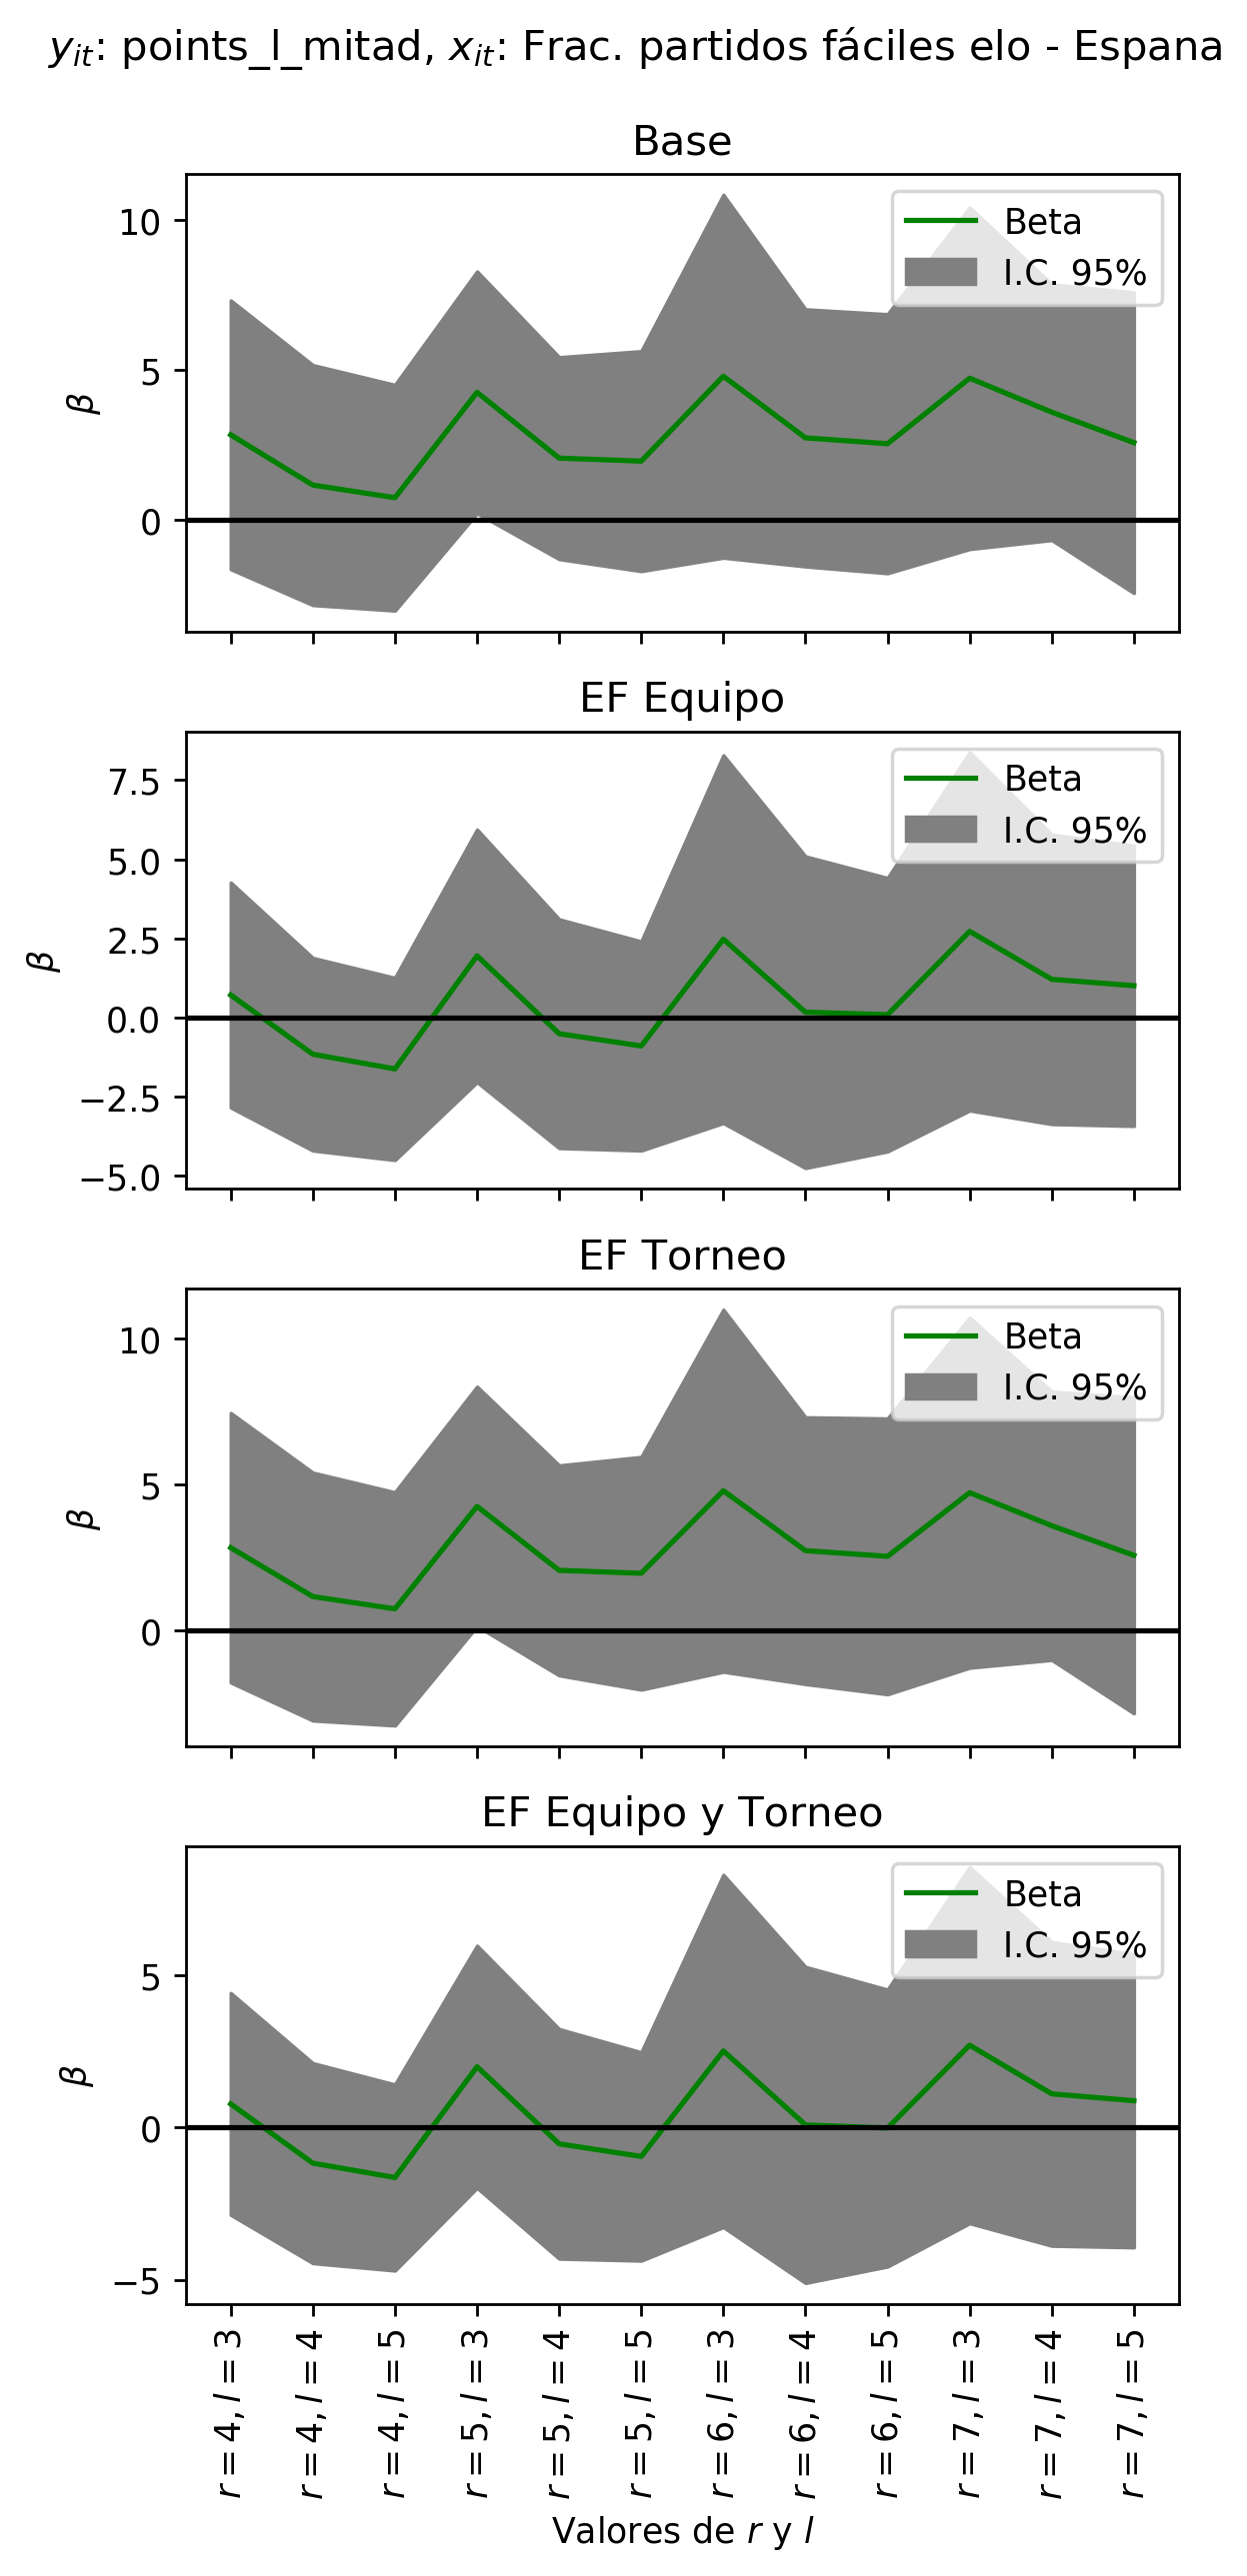 y_it: points_l_mitad, x_it: Frac. partidos fáciles elo - Espana
Base
10
5
0
β
Beta
I.C. 95%
EF Equipo
7.5
5.0
2.5
0.0
−2.5
−5.0
β
Beta
I.C. 95%
EF Torneo
10
5
0
β
Beta
I.C. 95%
EF Equipo y Torneo
5
0
−5
β
Beta
I.C. 95%
r = 4, l = 3
r = 4, l = 4
r = 4, l = 5
r = 5, l = 3
r = 5, l = 4
r = 5, l = 5
r = 6, l = 3
r = 6, l = 4
r = 6, l = 5
r = 7, l = 3
r = 7, l = 4
r = 7, l = 5
Valores de r y l